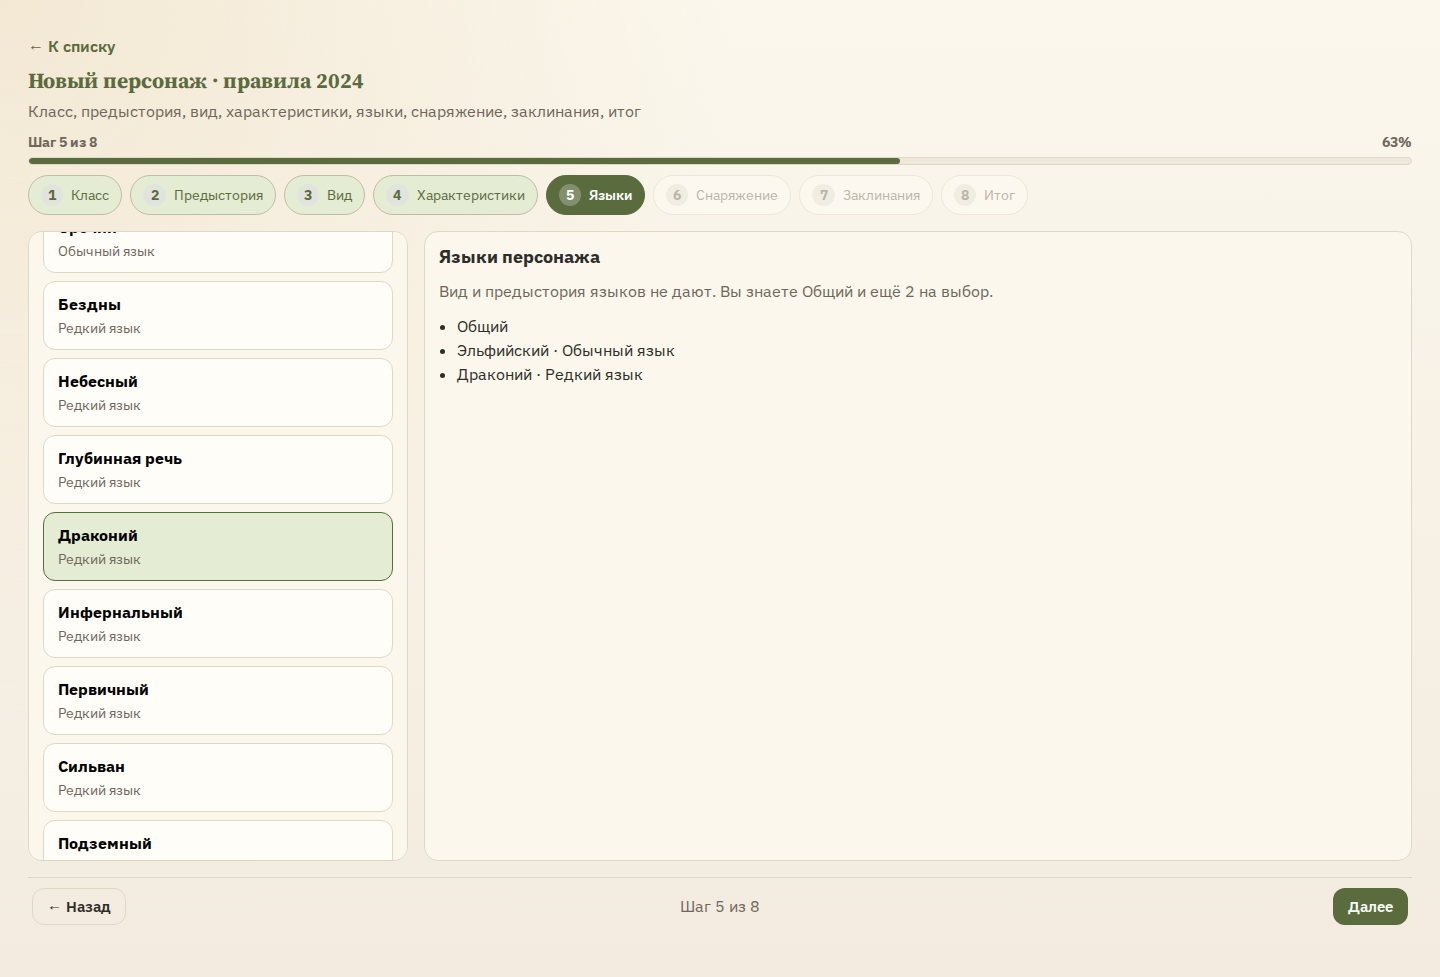 ← К списку
Новый персонаж · правила 2024
Класс, предыстория, вид, характеристики, языки, снаряжение, заклинания, итог
Шаг 5 из 8
63%
1 Класс
2 Предыстория
3 Вид
4 Характеристики
5 Языки
6 Снаряжение
7 Заклинания
8 Итог
Обычный язык
Бездны
Редкий язык
Небесный
Редкий язык
Глубинная речь
Редкий язык
Драконий
Редкий язык
Инфернальный
Редкий язык
Первичный
Редкий язык
Сильван
Редкий язык
Подземный
Языки персонажа
Вид и предыстория языков не дают. Вы знаете Общий и ещё 2 на выбор.
• Общий
• Эльфийский · Обычный язык
• Драконий · Редкий язык
← Назад
Шаг 5 из 8
Далее